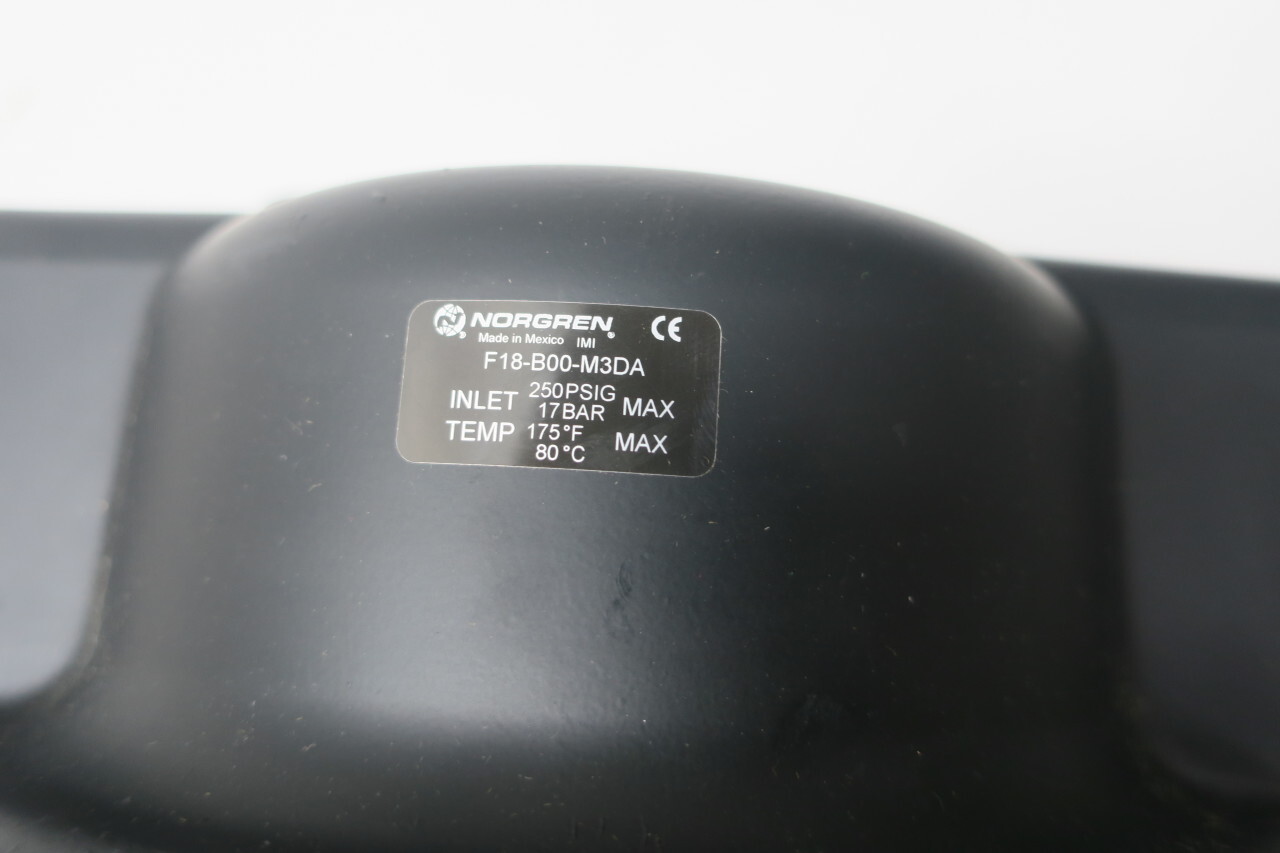 NORGREN® CE
Made in Mexico IMI
F18-B00-M3DA
INLET 250PSIG 17BAR MAX
TEMP 175°F 80°C MAX